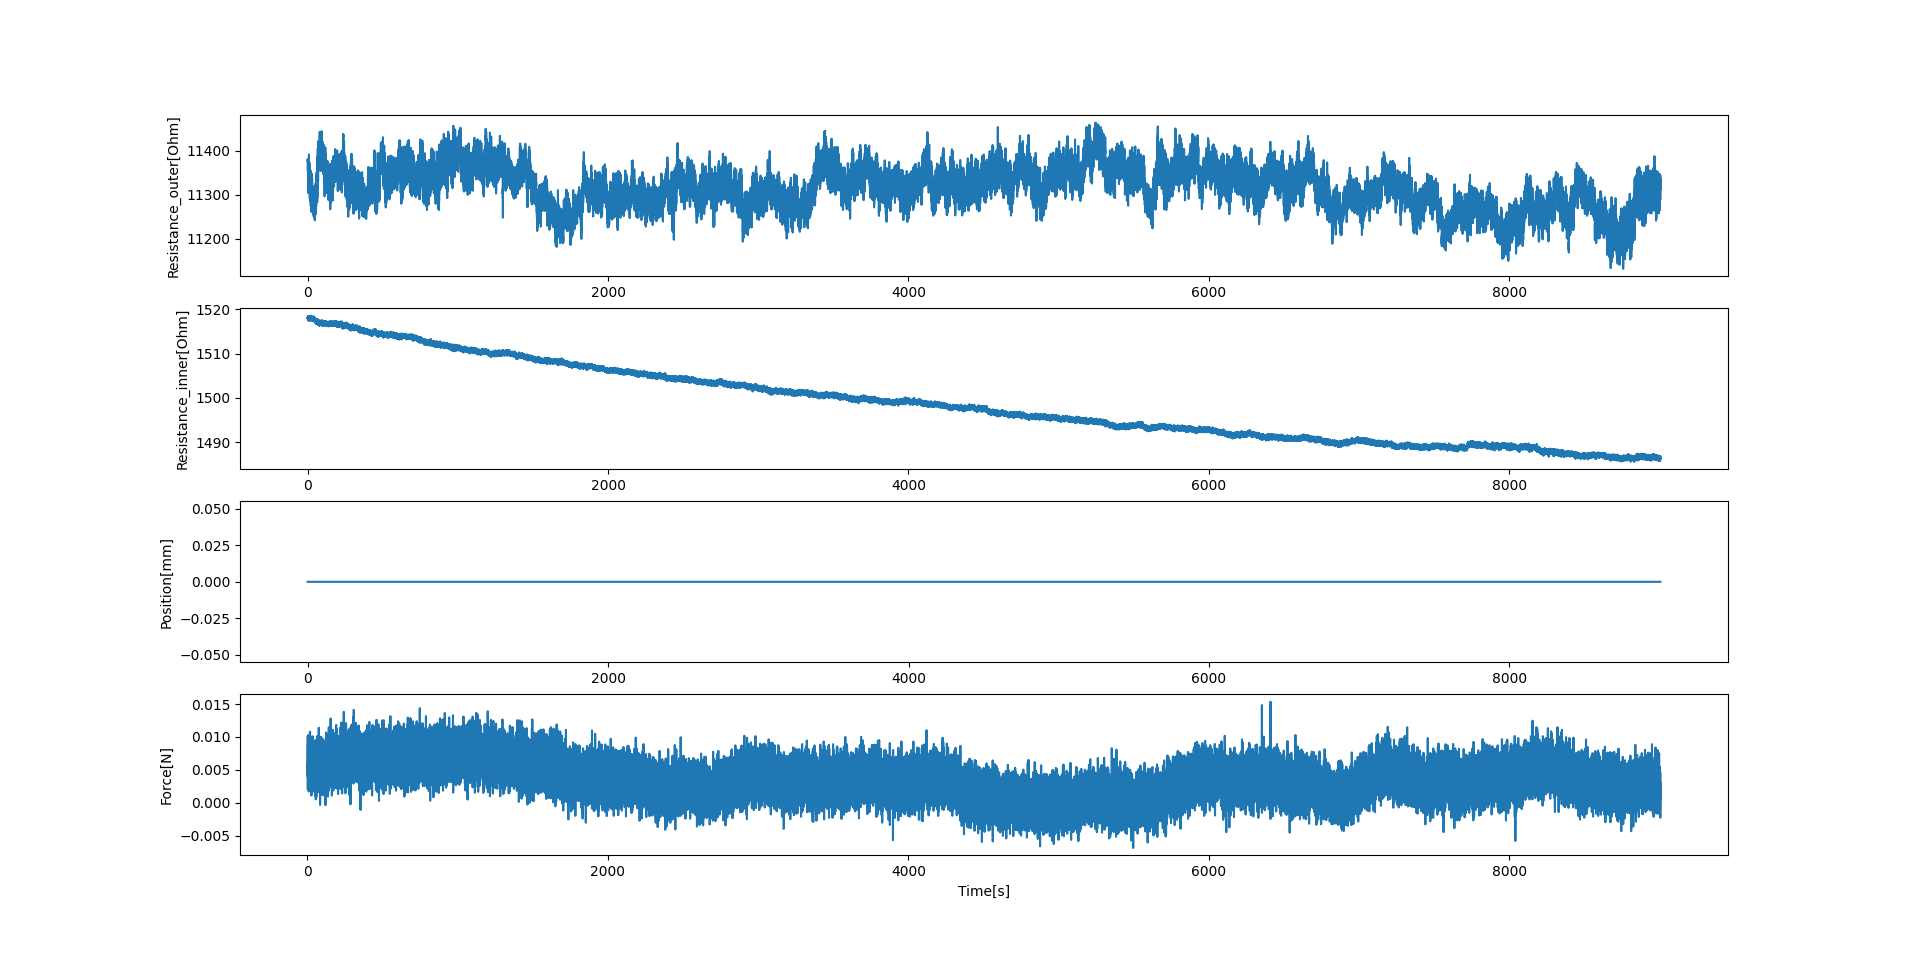 Resistance_outer[Ohm]
11400
11300
11200
0 2000 4000 6000 8000
Resistance_inner[Ohm]
1520
1510
1500
1490
0 2000 4000 6000 8000
Position[mm]
0.050
0.025
0.000
−0.025
−0.050
0 2000 4000 6000 8000
Force[N]
0.015
0.010
0.005
0.000
−0.005
0 2000 4000 6000 8000
Time[s]